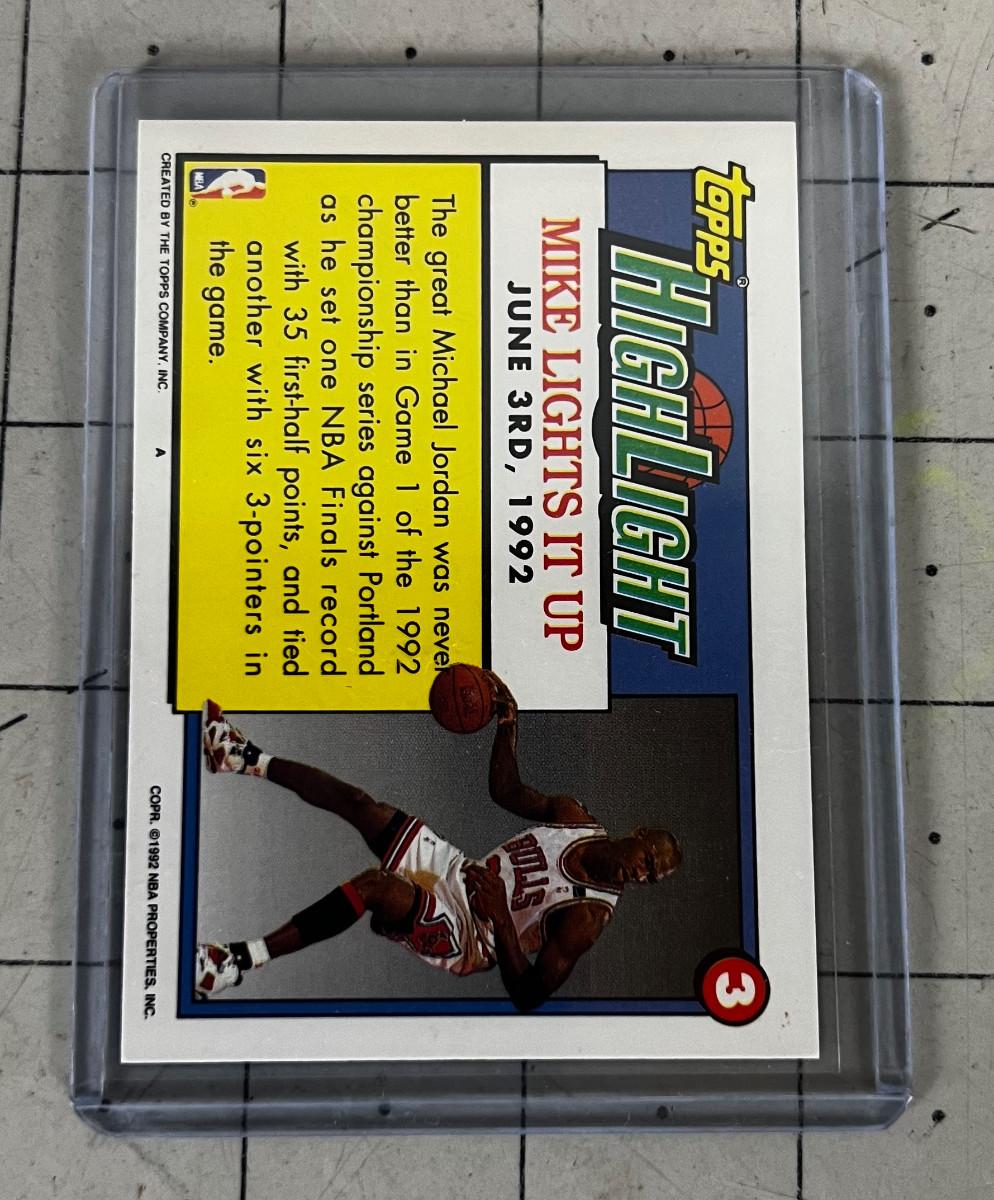 topps®
HIGHLIGHT
3
MIKE LIGHTS IT UP
JUNE 3RD, 1992
The great Michael Jordan was never
better than in Game 1 of the 1992
championship series against Portland
as he set one NBA Finals record
with 35 first-half points, and tied
another with six 3-pointers in
the game.
BULLS
NBA ®
CREATED BY THE TOPPS COMPANY, INC.
A
COPR. ©1992 NBA PROPERTIES, INC.